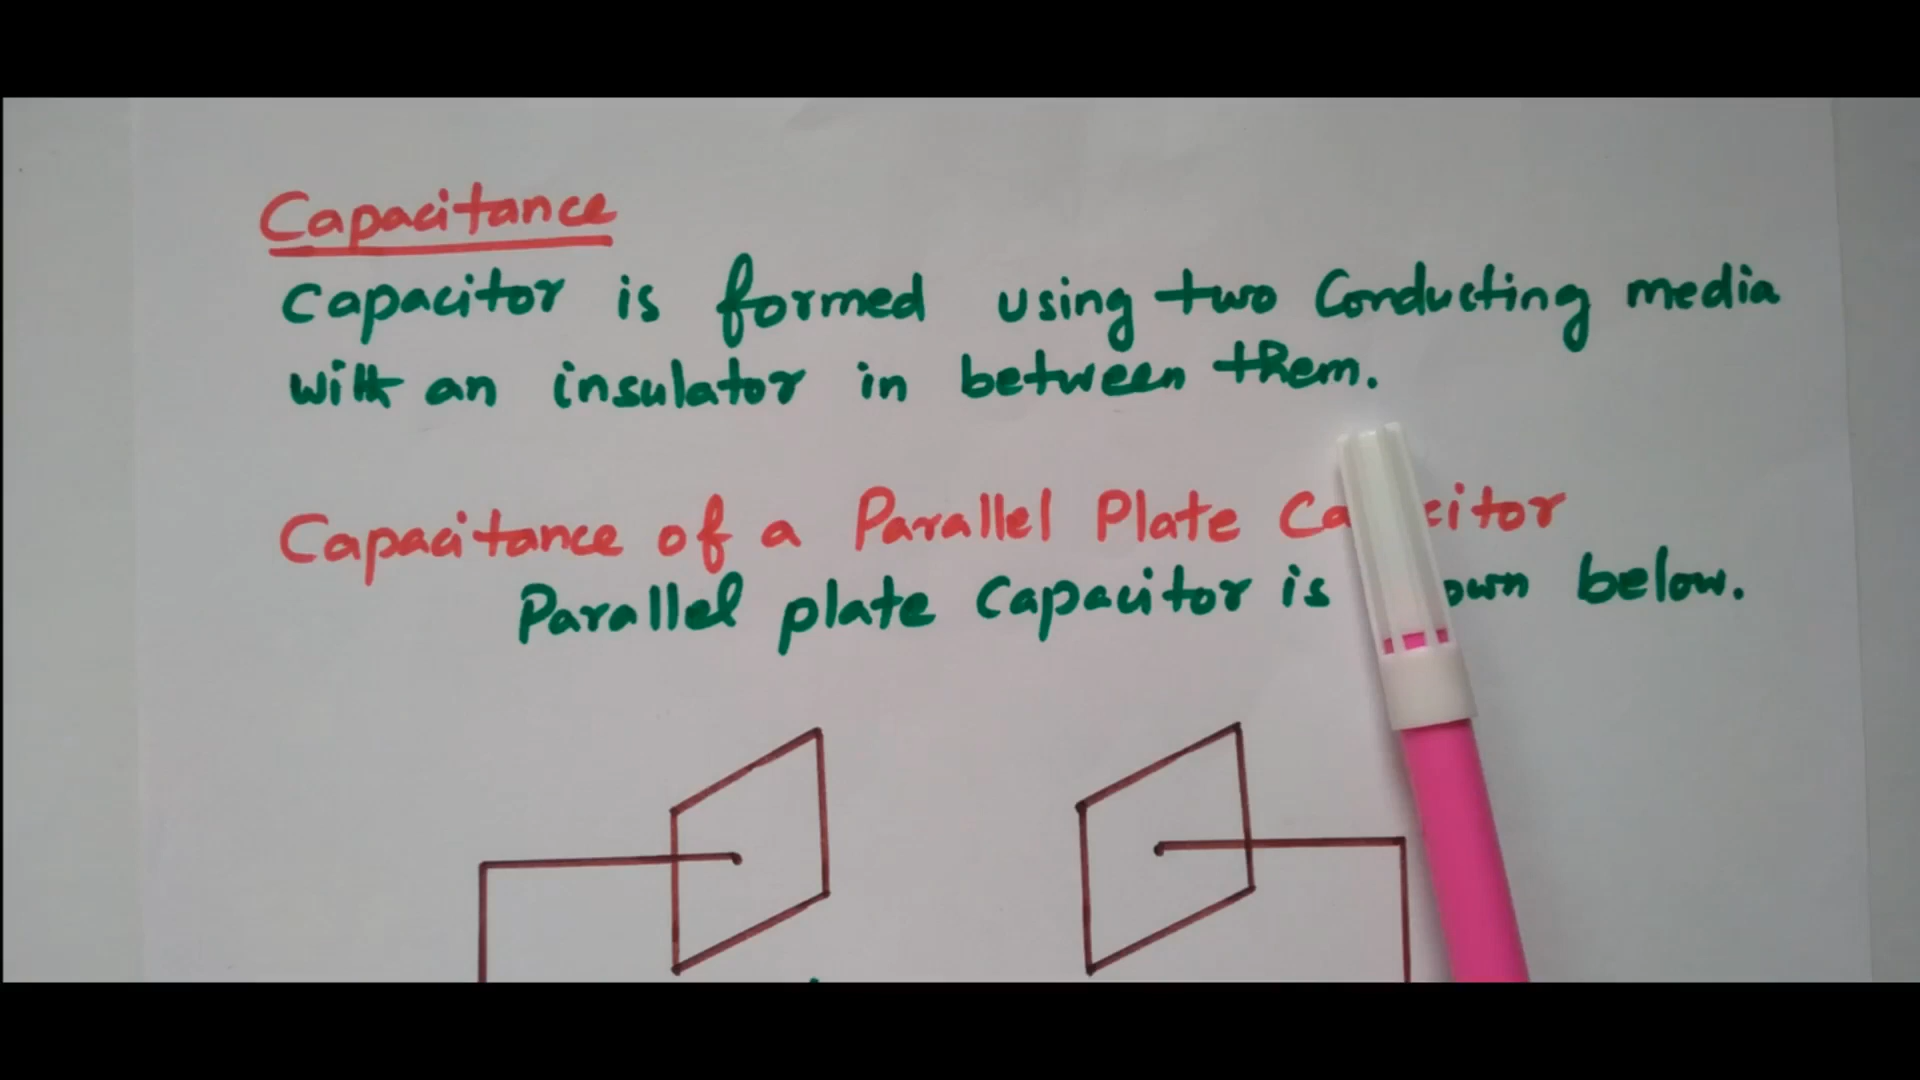 Capacitance
Capacitor is formed using two Conducting media
with an insulator in between them.
Capacitance of a Parallel Plate
Parallel plate Capacitor is below.